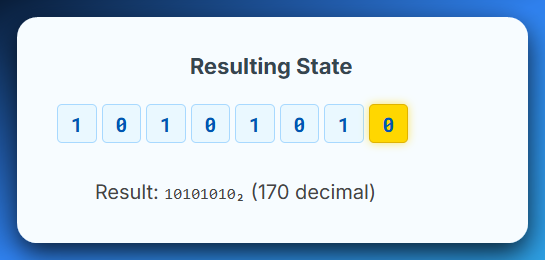 Resulting State
1 0 1 0 1 0 1 0
Result: 10101010₂ (170 decimal)